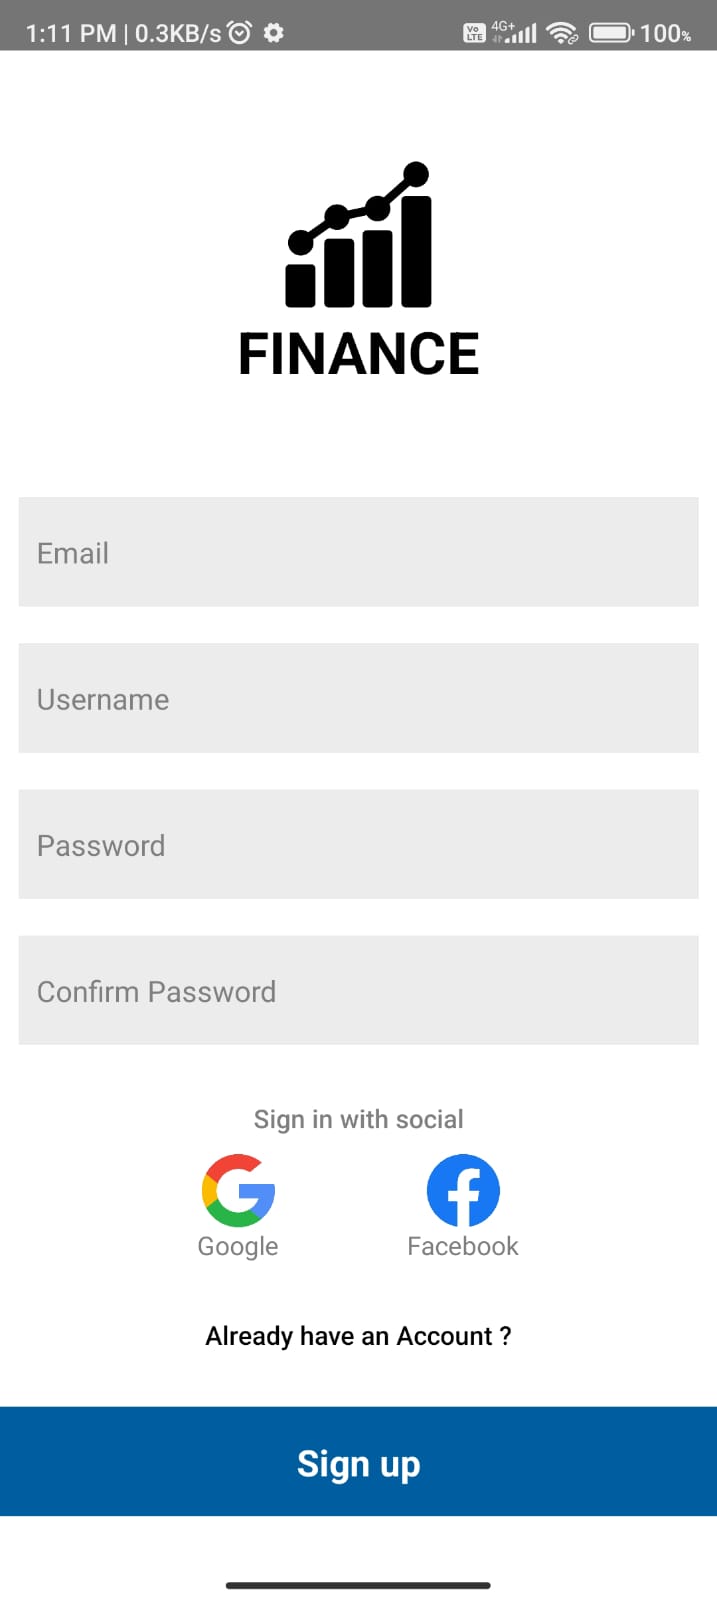 1:11 PM | 0.3KB/s Vo LTE 4G+ 100%
FINANCE
Email
Username
Password
Confirm Password
Sign in with social
Google Facebook
Already have an Account ?
Sign up